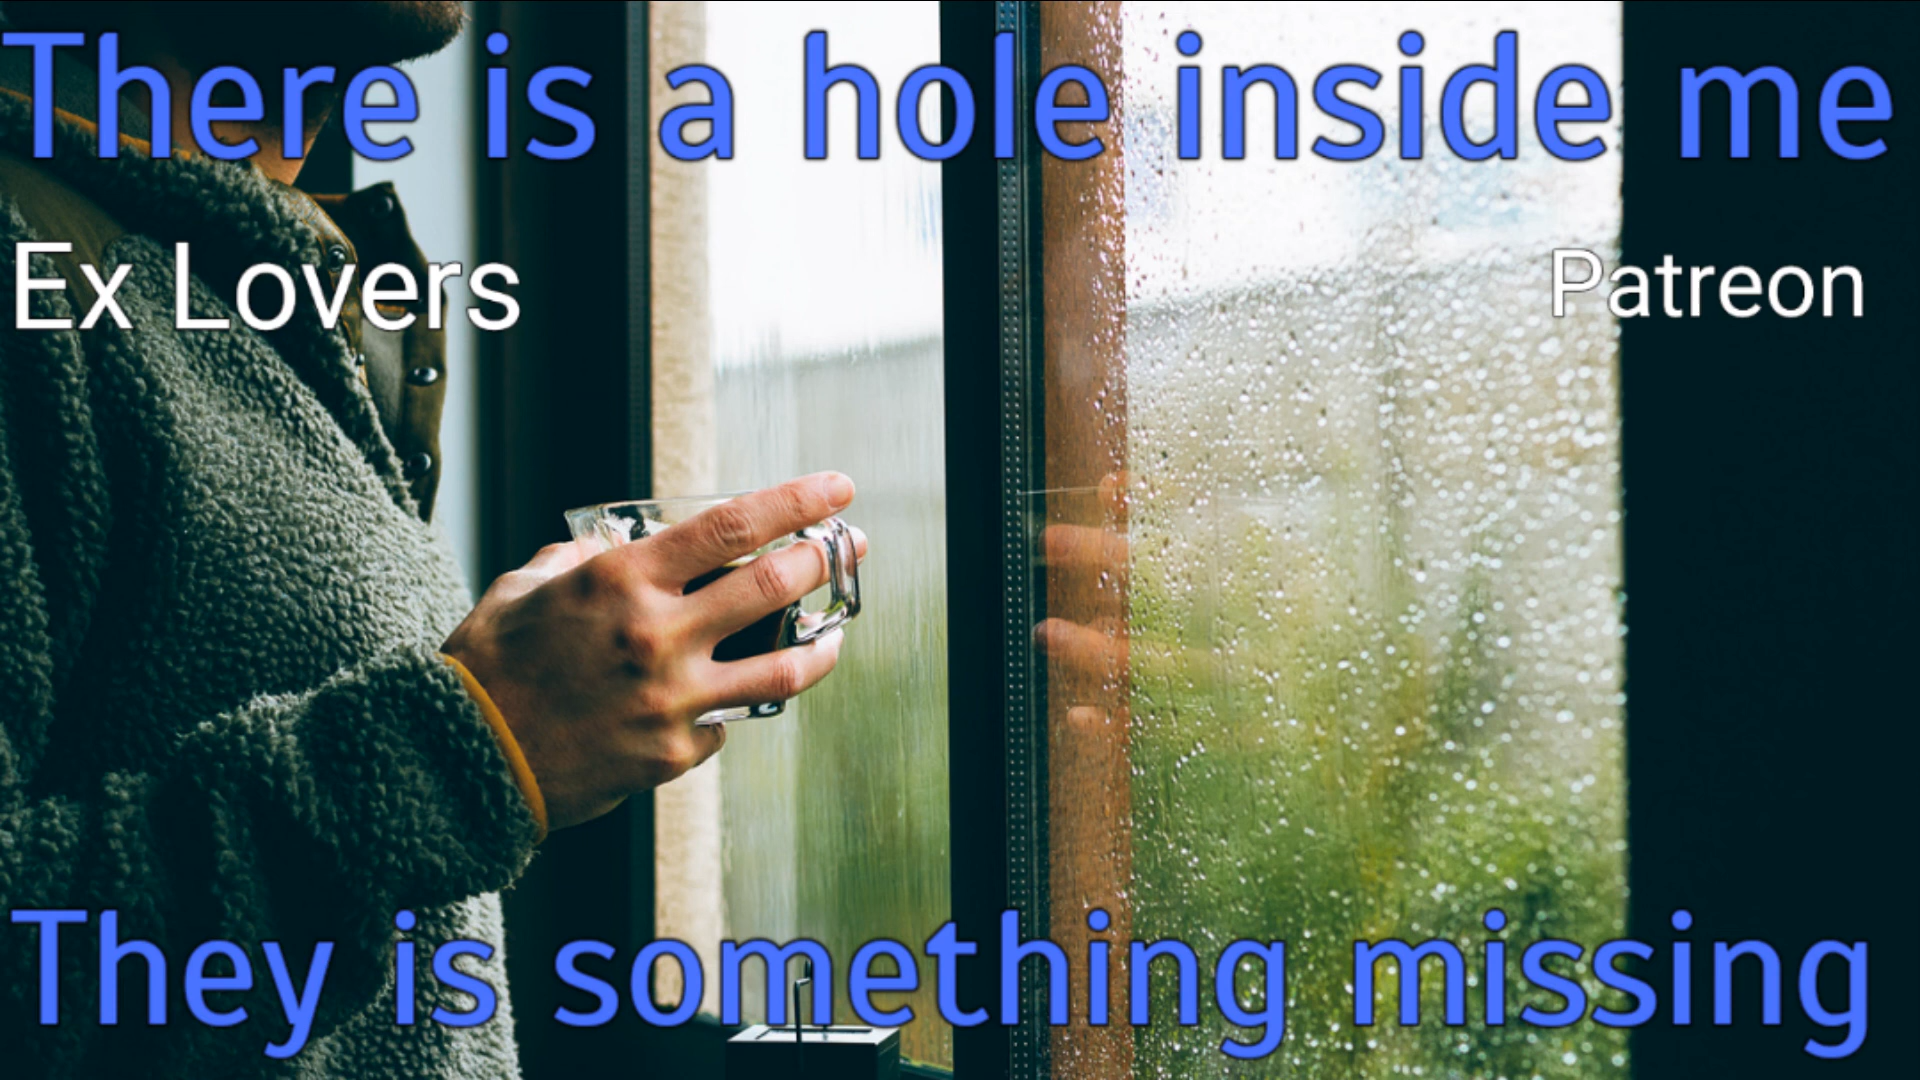 There is a hole inside me
Ex Lovers
Patreon
They is something missing